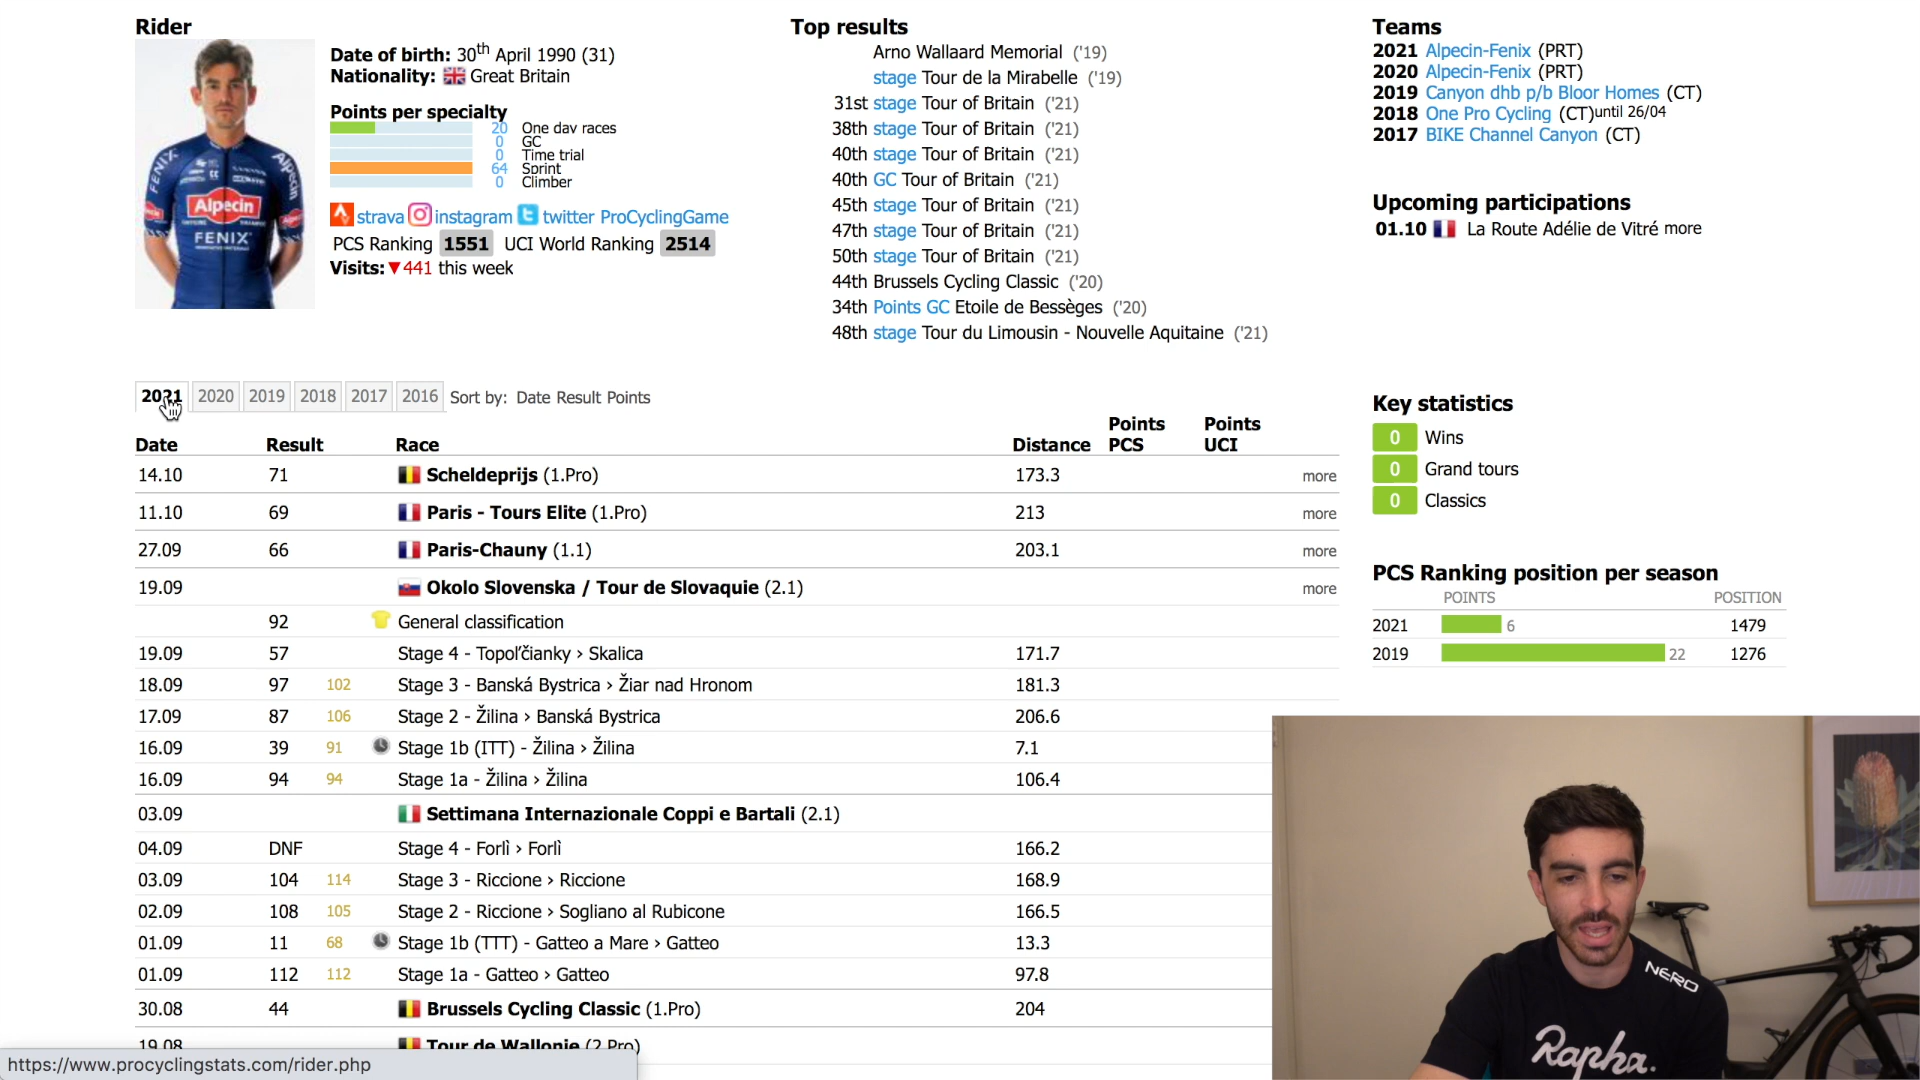 Rider
Date of birth: 30th April 1990 (31)
Nationality: Great Britain
Points per specialty
20 One day races
0 GC
0 Time trial
64 Sprint
0 Climber
strava instagram twitter ProCyclingGame
PCS Ranking 1551 UCI World Ranking 2514
Visits: ▼441 this week
FENIX
Alpecin
Alpecin
FENIX
Top results
Arno Wallaard Memorial ('19)
stage Tour de la Mirabelle ('19)
31st stage Tour of Britain ('21)
38th stage Tour of Britain ('21)
40th stage Tour of Britain ('21)
40th GC Tour of Britain ('21)
45th stage Tour of Britain ('21)
47th stage Tour of Britain ('21)
50th stage Tour of Britain ('21)
44th Brussels Cycling Classic ('20)
34th Points GC Etoile de Bessèges ('20)
48th stage Tour du Limousin - Nouvelle Aquitaine ('21)
Teams
2021 Alpecin-Fenix (PRT)
2020 Alpecin-Fenix (PRT)
2019 Canyon dhb p/b Bloor Homes (CT)
2018 One Pro Cycling (CT)until 26/04
2017 BIKE Channel Canyon (CT)
Upcoming participations
01.10 La Route Adélie de Vitré more
2021 2020 2019 2018 2017 2016 Sort by: Date Result Points
Date Result Race Distance Points PCS Points UCI
14.10 71 Scheldeprijs (1.Pro) 173.3 more
11.10 69 Paris - Tours Elite (1.Pro) 213 more
27.09 66 Paris-Chauny (1.1) 203.1 more
19.09 Okolo Slovenska / Tour de Slovaquie (2.1) more
92 General classification
19.09 57 Stage 4 - Topoľčianky › Skalica 171.7
18.09 97 102 Stage 3 - Banská Bystrica › Žiar nad Hronom 181.3
17.09 87 106 Stage 2 - Žilina › Banská Bystrica 206.6
16.09 39 91 Stage 1b (ITT) - Žilina › Žilina 7.1
16.09 94 94 Stage 1a - Žilina › Žilina 106.4
03.09 Settimana Internazionale Coppi e Bartali (2.1)
04.09 DNF Stage 4 - Forlì › Forlì 166.2
03.09 104 114 Stage 3 - Riccione › Riccione 168.9
02.09 108 105 Stage 2 - Riccione › Sogliano al Rubicone 166.5
01.09 11 68 Stage 1b (TTT) - Gatteo a Mare › Gatteo 13.3
01.09 112 112 Stage 1a - Gatteo › Gatteo 97.8
30.08 44 Brussels Cycling Classic (1.Pro) 204
19.08 Tour de Wallonie (2.Pro)
https://www.procyclingstats.com/rider.php
Key statistics
0 Wins
0 Grand tours
0 Classics
PCS Ranking position per season
POINTS POSITION
2021 6 1479
2019 22 1276
NERO
Rapha.